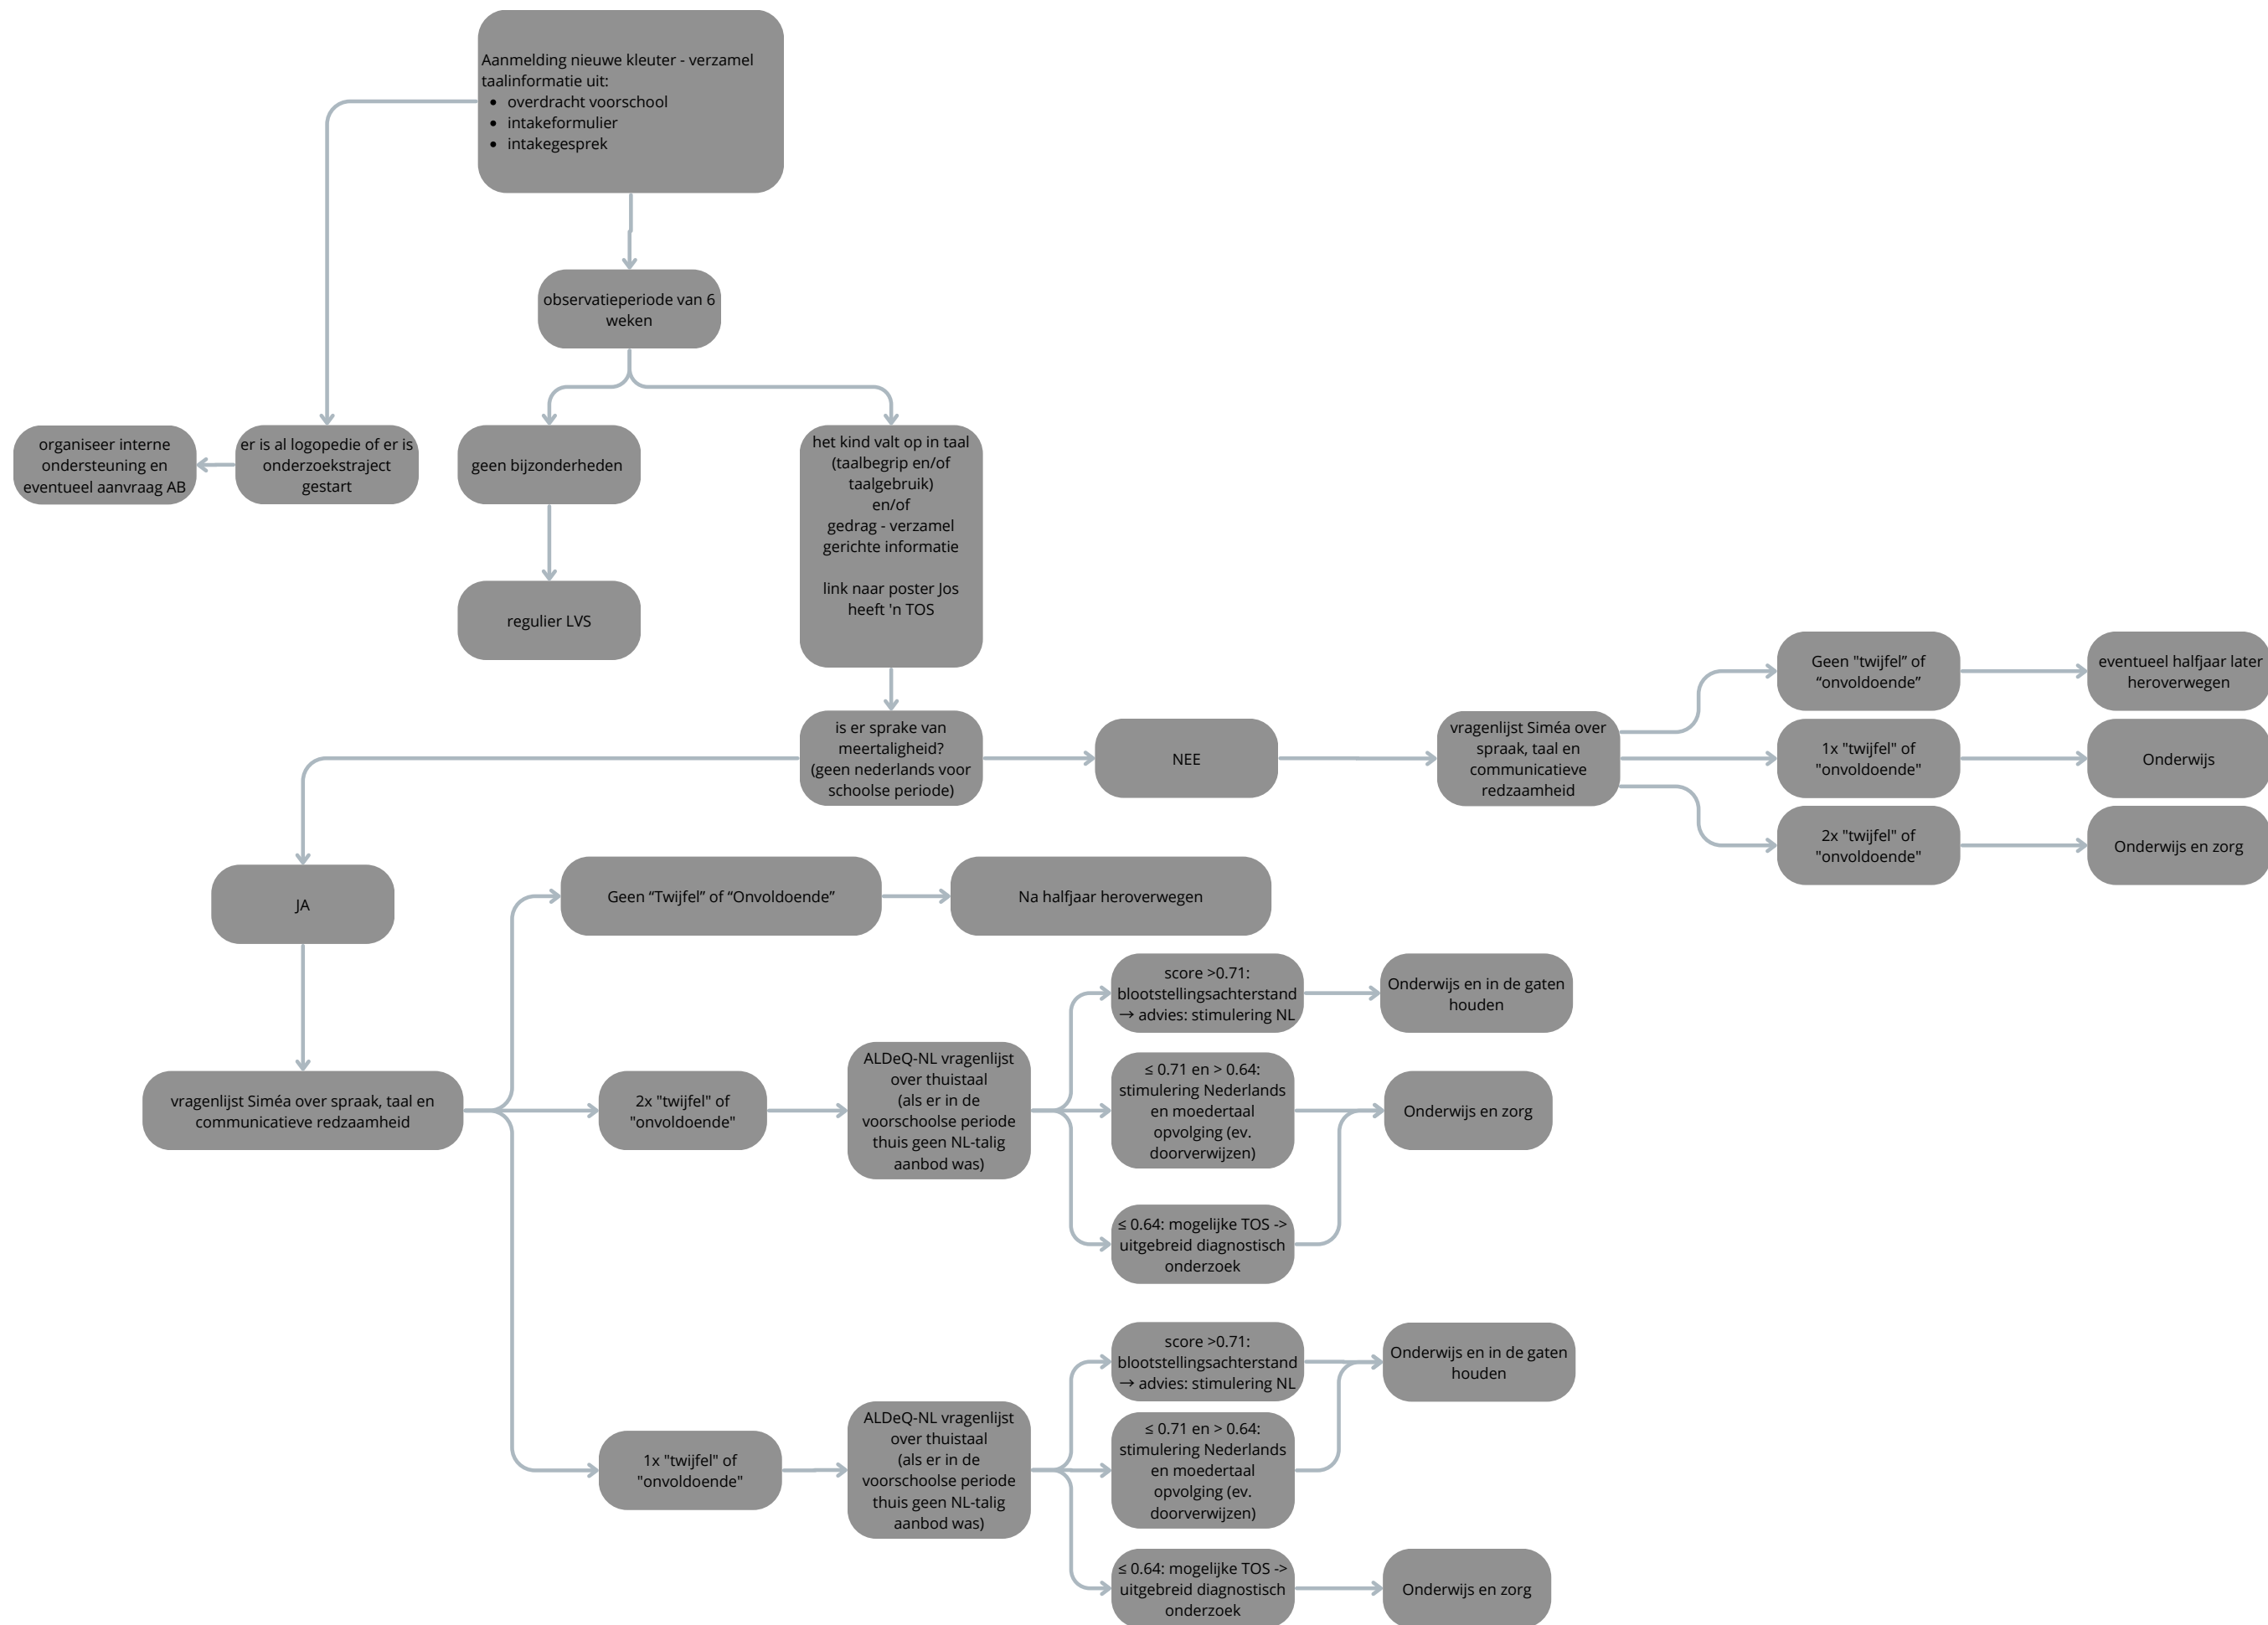 Aanmelding nieuwe kleuter - verzamel
taalinformatie uit:
• overdracht voorschool
• intakeformulier
• intakegesprek
observatieperiode van 6
weken
organiseer interne
ondersteuning en
eventueel aanvraag AB
er is al logopedie of er is
onderzoekstraject
gestart
geen bijzonderheden
het kind valt op in taal
(taalbegrip en/of
taalgebruik)
en/of
gedrag - verzamel
gerichte informatie
link naar poster Jos
heeft 'n TOS
regulier LVS
is er sprake van
meertaligheid?
(geen nederlands voor
schoolse periode)
NEE
vragenlijst Siméa over
spraak, taal en
communicatieve
redzaamheid
Geen "twijfel” of
“onvoldoende”
eventueel halfjaar later
heroverwegen
1x "twijfel" of
"onvoldoende"
Onderwijs
2x "twijfel" of
"onvoldoende"
Onderwijs en zorg
JA
Geen “Twijfel” of “Onvoldoende”
Na halfjaar heroverwegen
vragenlijst Siméa over spraak, taal en
communicatieve redzaamheid
2x "twijfel" of
"onvoldoende"
ALDeQ-NL vragenlijst
over thuistaal
(als er in de
voorschoolse periode
thuis geen NL-talig
aanbod was)
score >0.71:
blootstellingsachterstand
→ advies: stimulering NL
Onderwijs en in de gaten
houden
≤ 0.71 en > 0.64:
stimulering Nederlands
en moedertaal
opvolging (ev.
doorverwijzen)
Onderwijs en zorg
≤ 0.64: mogelijke TOS ->
uitgebreid diagnostisch
onderzoek
1x "twijfel" of
"onvoldoende"
ALDeQ-NL vragenlijst
over thuistaal
(als er in de
voorschoolse periode
thuis geen NL-talig
aanbod was)
score >0.71:
blootstellingsachterstand
→ advies: stimulering NL
Onderwijs en in de gaten
houden
≤ 0.71 en > 0.64:
stimulering Nederlands
en moedertaal
opvolging (ev.
doorverwijzen)
≤ 0.64: mogelijke TOS ->
uitgebreid diagnostisch
onderzoek
Onderwijs en zorg